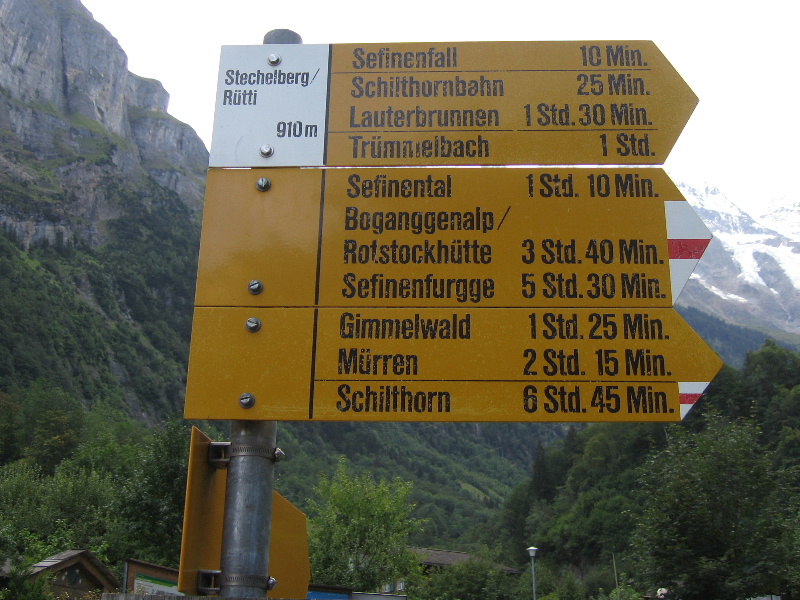 Stechelberg/
Rütti
910 m
Sefinenfall 10 Min.
Schilthornbahn 25 Min.
Lauterbrunnen 1 Std. 30 Min.
Trümmelbach 1 Std.
Sefinental 1 Std. 10 Min.
Boganggenalp/
Rotstockhütte 3 Std. 40 Min.
Sefinenfurgge 5 Std. 30 Min.
Gimmelwald 1 Std. 25 Min.
Mürren 2 Std. 15 Min.
Schilthorn 6 Std. 45 Min.